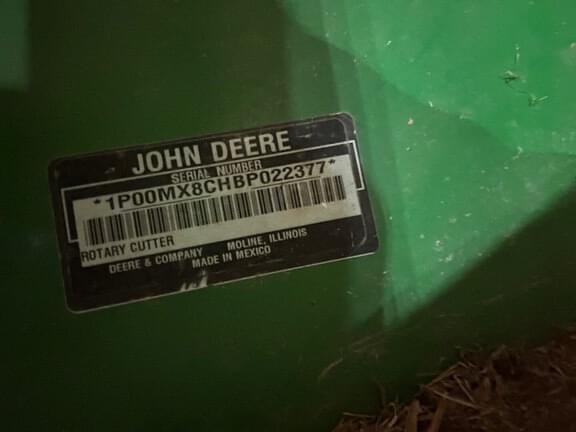 JOHN DEERE
SERIAL NUMBER
*1P00MX8CHBP022377*
ROTARY CUTTER
DEERE & COMPANY MOLINE, ILLINOIS
MADE IN MEXICO